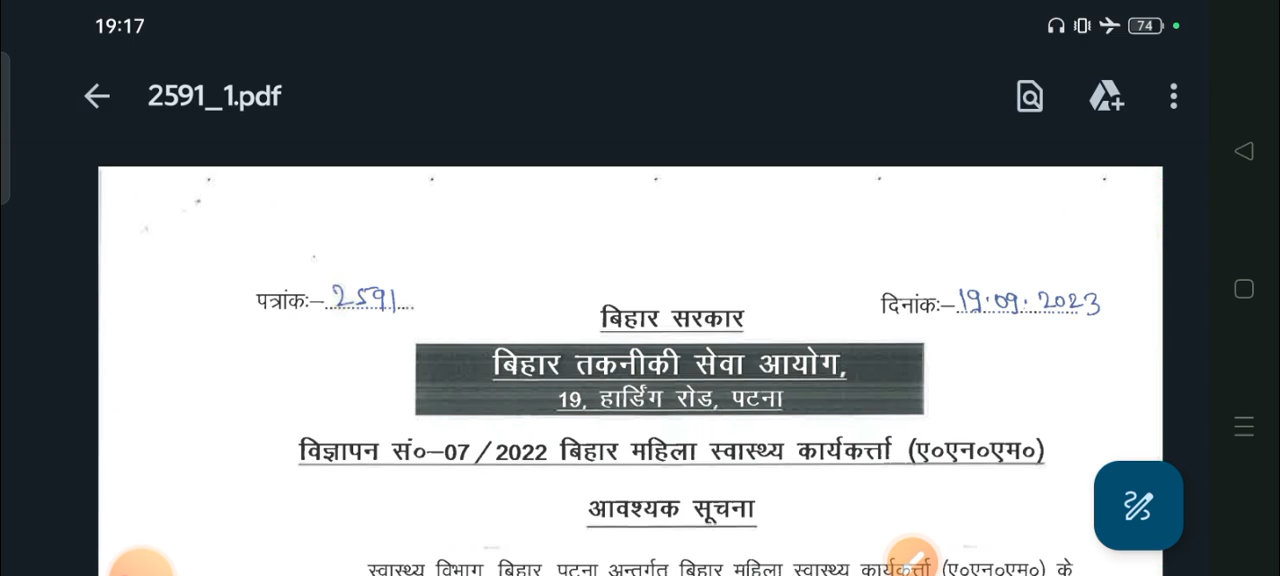 19:17
74
2591_1.pdf
पत्रांकः–2591
दिनांकः–19.09.2023
बिहार सरकार
बिहार तकनीकी सेवा आयोग,
19, हार्डिंग रोड, पटना
विज्ञापन सं०–07/2022 बिहार महिला स्वास्थ्य कार्यकर्त्ता (ए०एन०एम०)
आवश्यक सूचना
स्वास्थ्य विभाग बिहार, पटना अन्तर्गत बिहार महिला स्वास्थ्य कार्यकर्त्ता (ए०एन०एम०) के